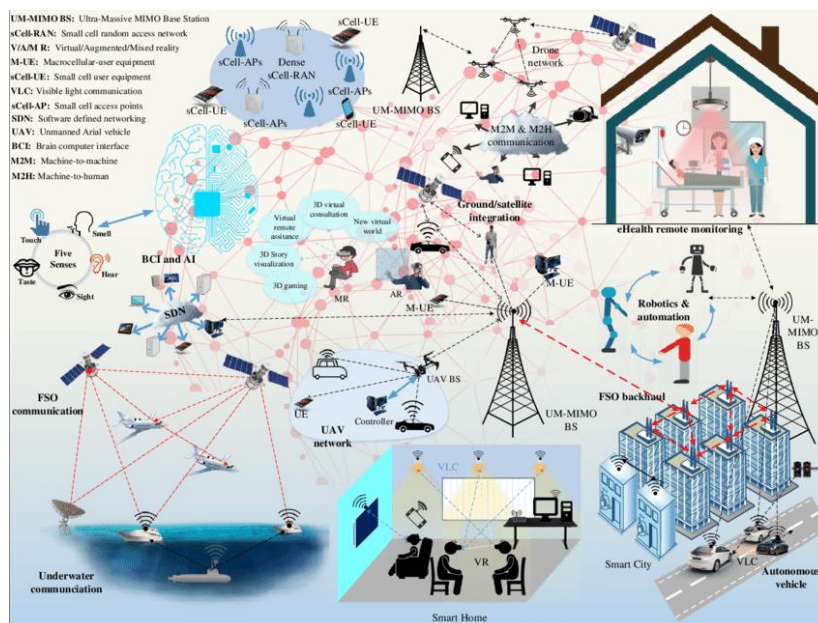 UM-MIMO BS: Ultra-Massive MIMO Base Station
sCell-RAN: Small cell random access network
V/A/M R: Virtual/Augmented/Mixed reality
M-UE: Macrocellular-user equipment
sCell-UE: Small cell user equipment
VLC: Visible light communication
sCell-AP: Small cell access points
SDN: Software defined networking
UAV: Unmanned Arial vehicle
BCI: Brain computer interface
M2M: Machine-to-machine
M2H: Machine-to-human
sCell-UE
sCell-APs
Dense
sCell-RAN
sCell-APs
sCell-UE
sCell-APs
sCell-UE
UM-MIMO BS
Drone
network
M2M & M2H
communication
eHealth remote monitoring
Touch
Smell
Five
Senses
Taste
Hear
Sight
BCI and AI
3D virtual
consultation
Virtual
remote
assitance
New virtual
world
3D Story
visualization
3D gaming
MR
AR
Ground/satellite
integration
M-UE
M-UE
Robotics &
automation
UM-
MIMO
BS
SDN
FSO
communication
UAV BS
UE
Controller
UAV
network
UM-MIMO
BS
FSO backhaul
Underwater
communciation
VLC
VR
Smart Home
Smart City
VLC
Autonomous
vehicle